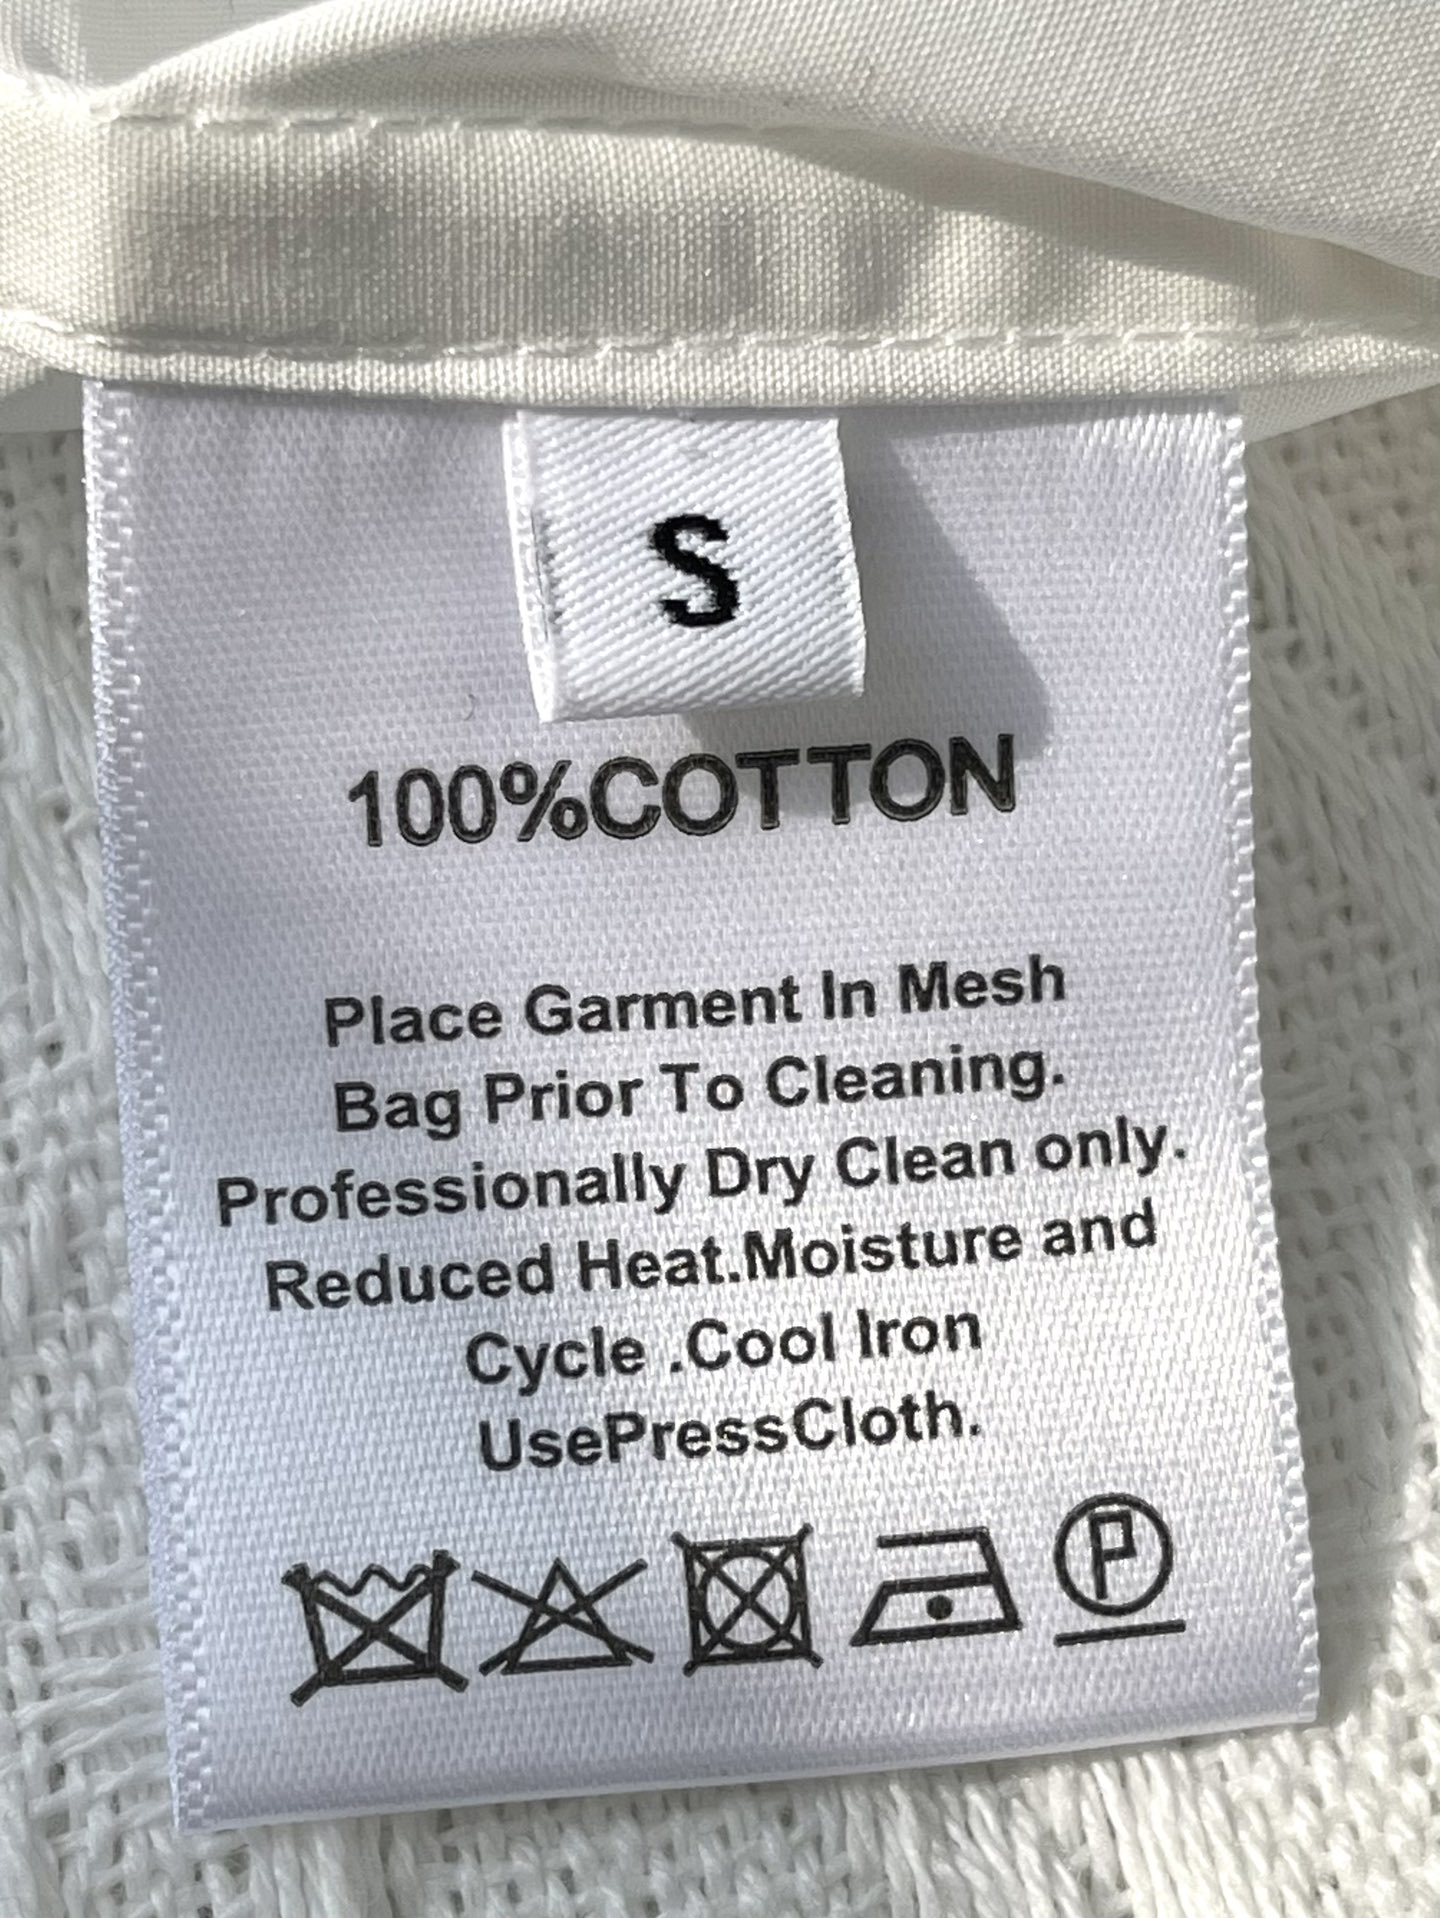 S
100%COTTON
Place Garment In Mesh
Bag Prior To Cleaning.
Professionally Dry Clean only.
Reduced Heat.Moisture and
Cycle .Cool Iron
UsePressCloth.
P